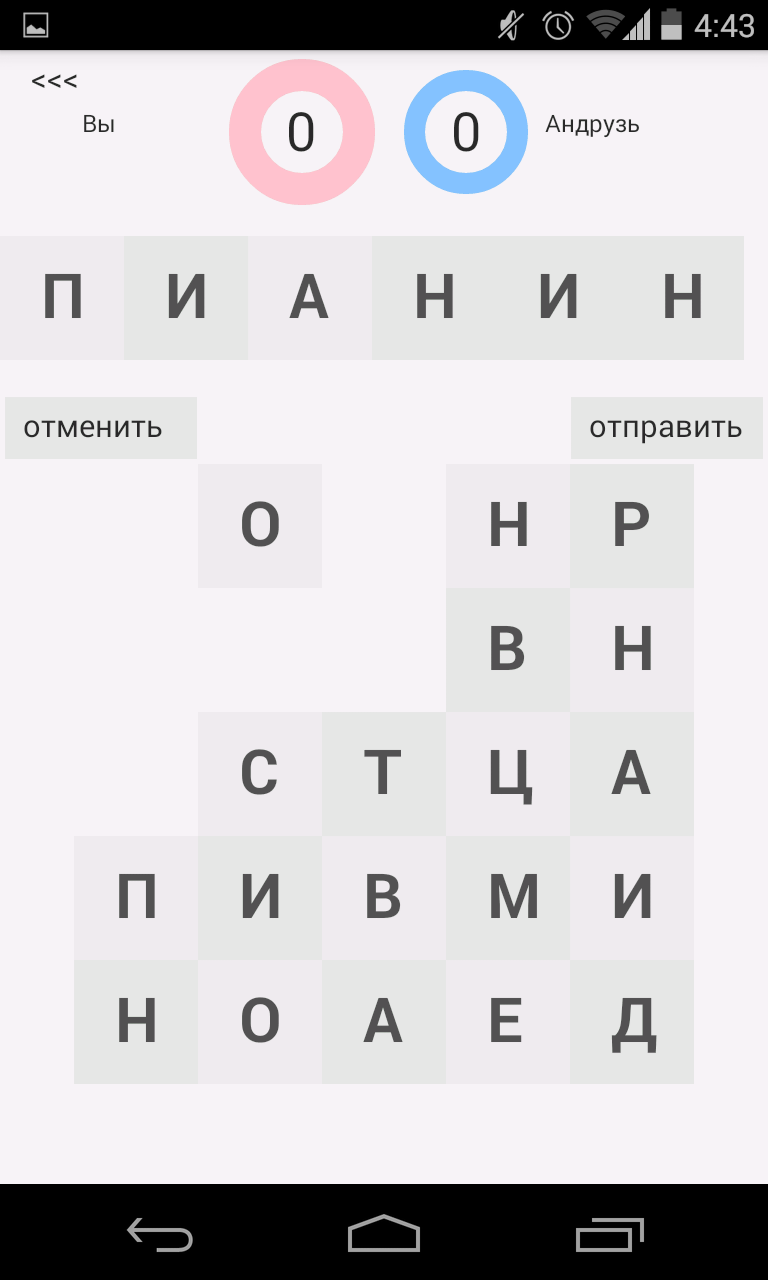 4:43
<<<
Вы 0 0 Андрузь
П И А Н И Н
отменить отправить
О Н Р
В Н
С Т Ц А
П И В М И
Н О А Е Д